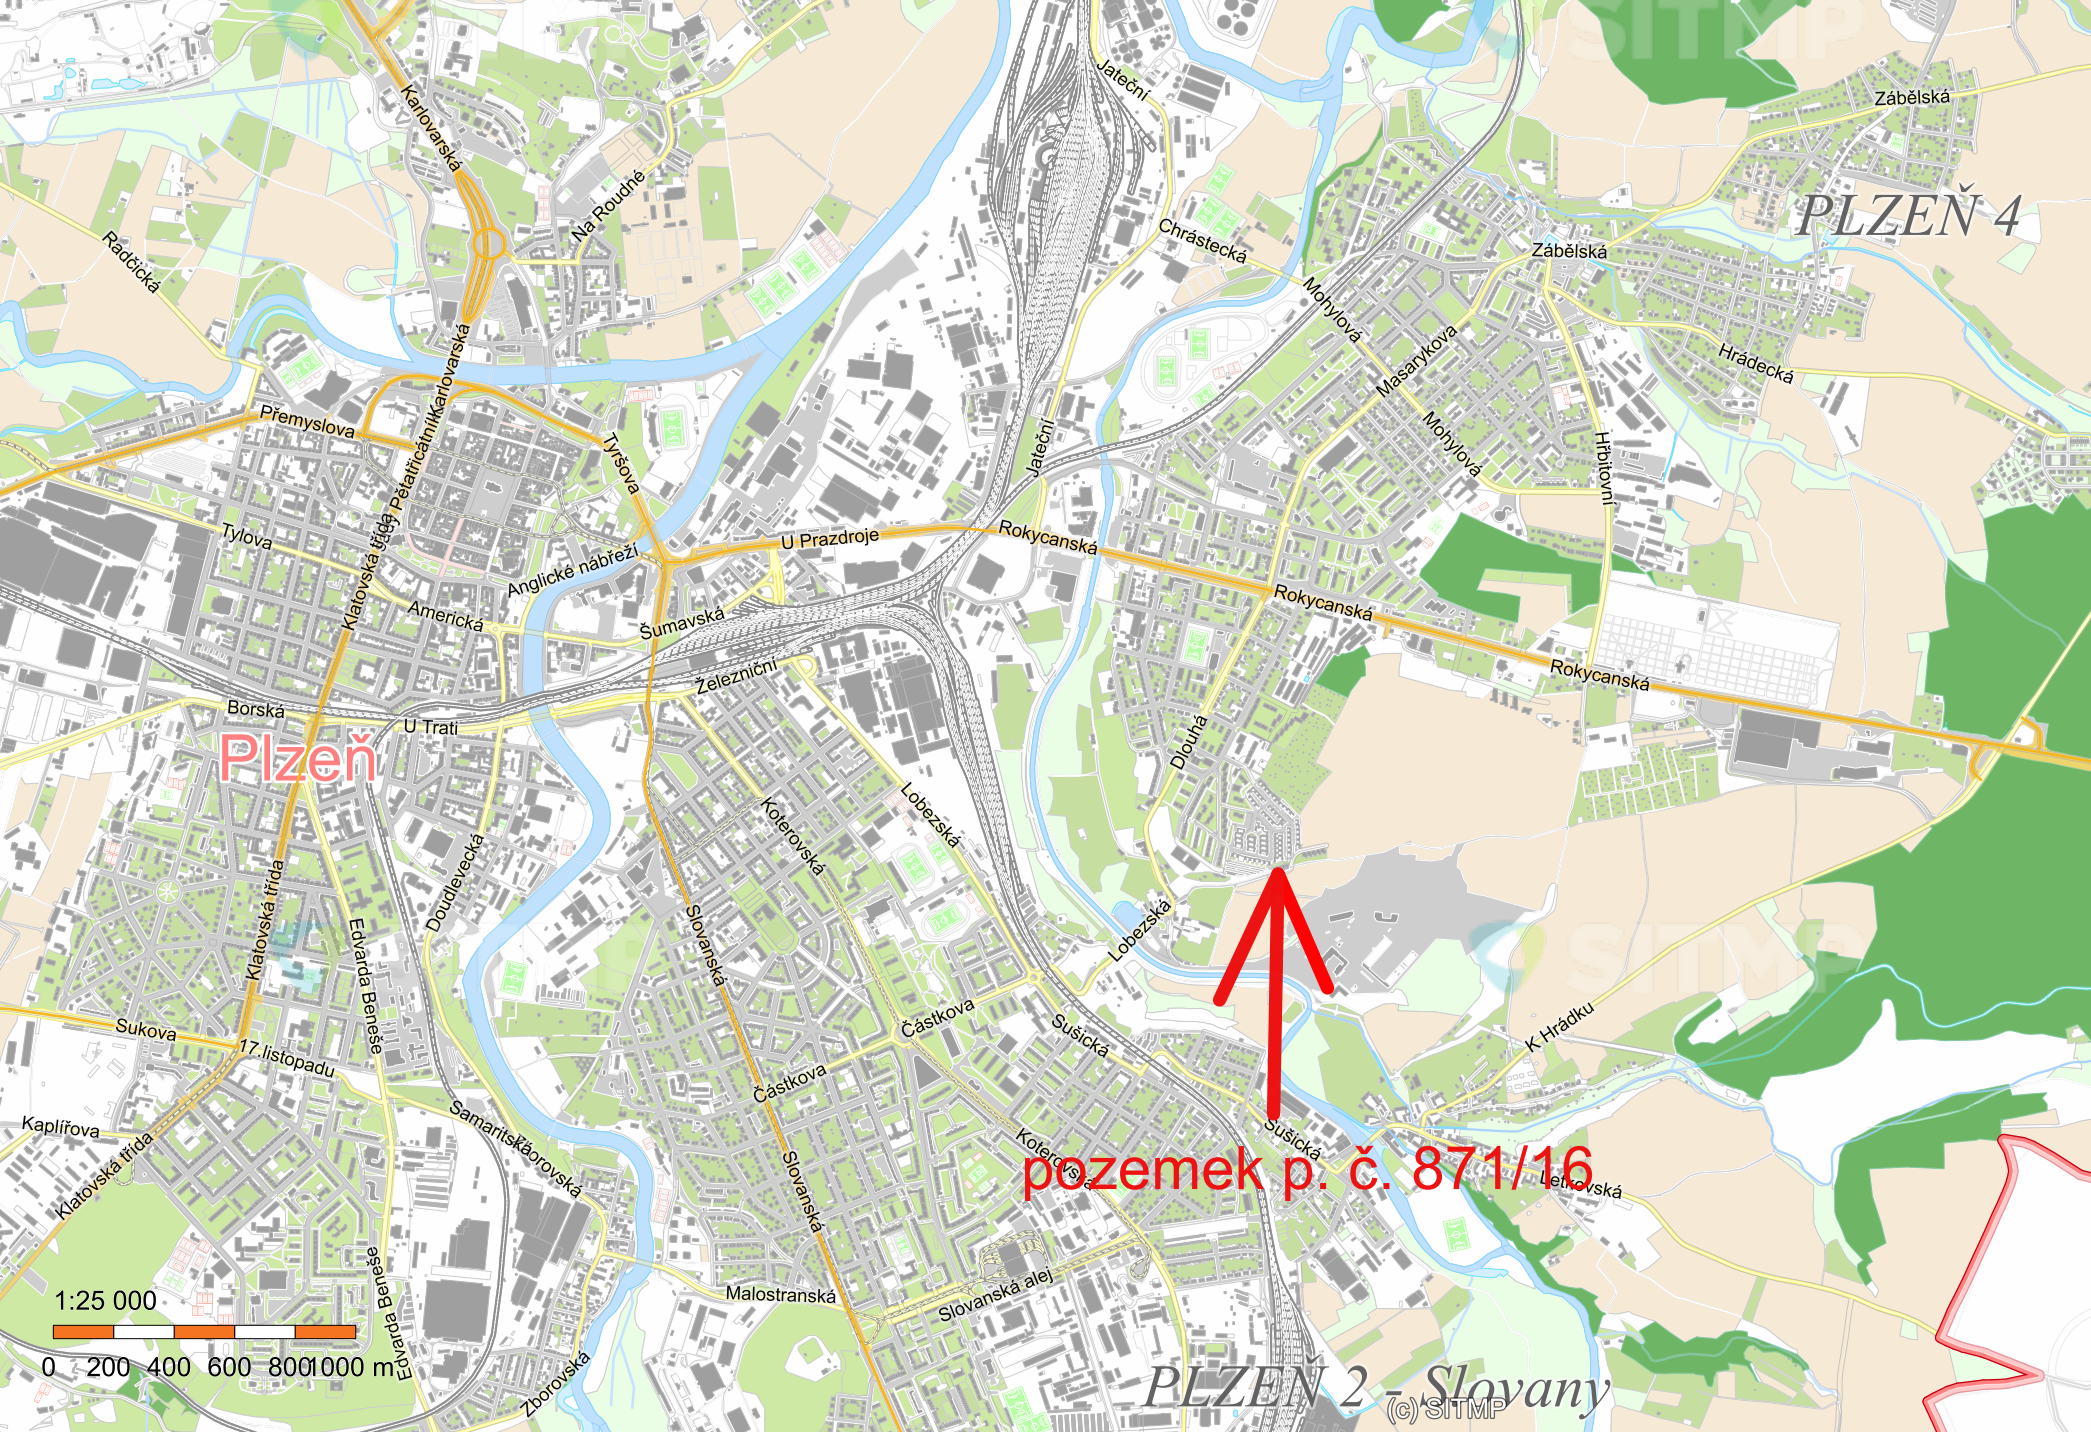 SITMP
Karlovarská
Jateční
Zábělská
Na Roudné
PLZEŇ 4
Radčická
Chrástecká
Zábělská
Mohylová
Karlovarská
Masarykova
Hrádecká
Přemyslova
Tyršova
Jateční
Mohylová
Hřbitovní
sady Pětatřicátníků
Tylova
Klatovská třída
U Prazdroje
Rokycanská
Anglické nábřeží
Americká
Šumavská
Rokycanská
Železniční
Rokycanská
Borská
U Trati
Dlouhá
Plzeň
Lobezská
Koterovská
Doudlevecká
Klatovská třída
Edvarda Beneše
Slovanská
Lobezská
SITMP
Částkova
Sušická
K Hrádku
Sukova
17.listopadu
Částkova
Kaplířova
Samaritská
Zborovská
Sušická
Koterovská
pozemek p. č. 871/16
Letkovská
Klatovská třída
Slovanská
Edvarda Beneše
Malostranská
Slovanská alej
1:25 000
0 200 400 600 800 1000 m
Zborovská
PLZEŇ 2 - Slovany
(c) SITMP